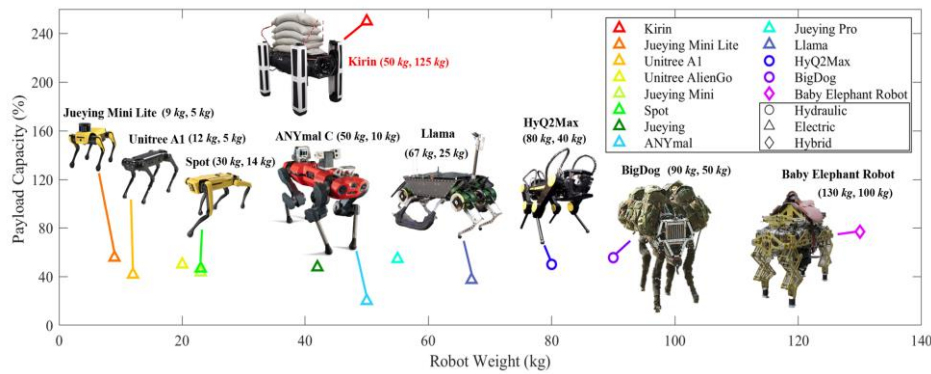 260
240
200
160
120
80
40
0
Payload Capacity (%)
0
20
40
60
80
100
120
140
Robot Weight (kg)
Kirin (50 kg, 125 kg)
Jueying Mini Lite (9 kg, 5 kg)
Unitree A1 (12 kg, 5 kg)
Spot (30 kg, 14 kg)
ANYmal C (50 kg, 10 kg)
Llama
(67 kg, 25 kg)
HyQ2Max
(80 kg, 40 kg)
BigDog (90 kg, 50 kg)
Baby Elephant Robot
(130 kg, 100 kg)
Kirin
Jueying Mini Lite
Unitree A1
Unitree AlienGo
Jueying Mini
Spot
Jueying
ANYmal
Jueying Pro
Llama
HyQ2Max
BigDog
Baby Elephant Robot
Hydraulic
Electric
Hybrid